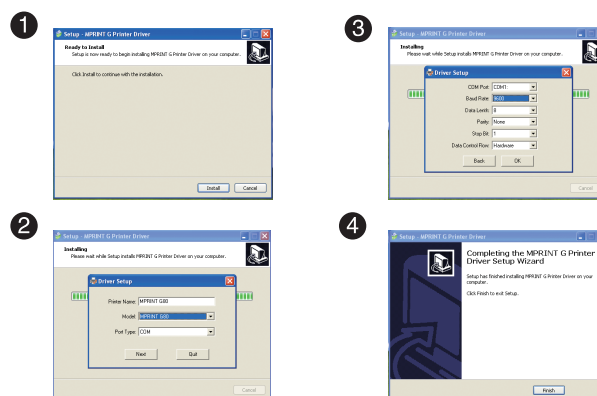 1
Setup - MPRINT G Printer Driver
Ready to Install
Setup is now ready to begin installing MPRINT G Printer Driver on your computer.
Click Install to continue with the installation.
Install
Cancel
2
Setup - MPRINT G Printer Driver
Installing
Please wait while Setup installs MPRINT G Printer Driver on your computer.
Driver Setup
Printer Name: MPRINT G80
Model: MPRINT G80
Port Type: COM
Next
Quit
Cancel
3
Setup - MPRINT G Printer Driver
Installing
Please wait while Setup installs MPRINT G Printer Driver on your computer.
Driver Setup
COM Port: COM1:
Baud Rate: 9600
Data Length: 8
Parity: None
Stop Bit: 1
Data Control Flow: Hardware
Back
OK
Cancel
4
Setup - MPRINT G Printer Driver
Completing the MPRINT G Printer
Driver Setup Wizard
Setup has finished installing MPRINT G Printer Driver on your
computer.
Click Finish to exit Setup.
Finish